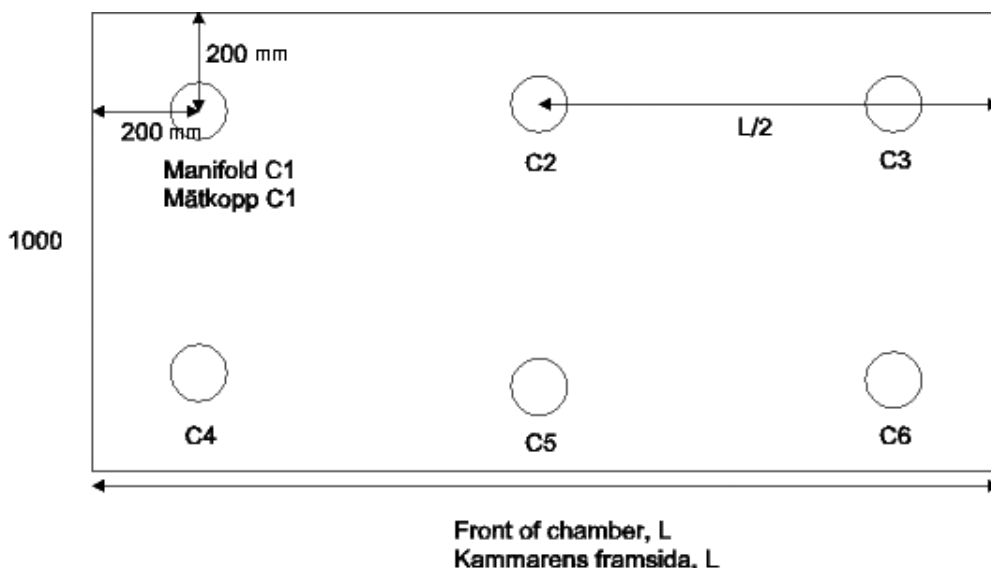 200 mm
200 mm
L/2
C2
C3
Manifold C1
Mätkopp C1
1000
C4
C5
C6
Front of chamber, L
Kammarens framsida, L